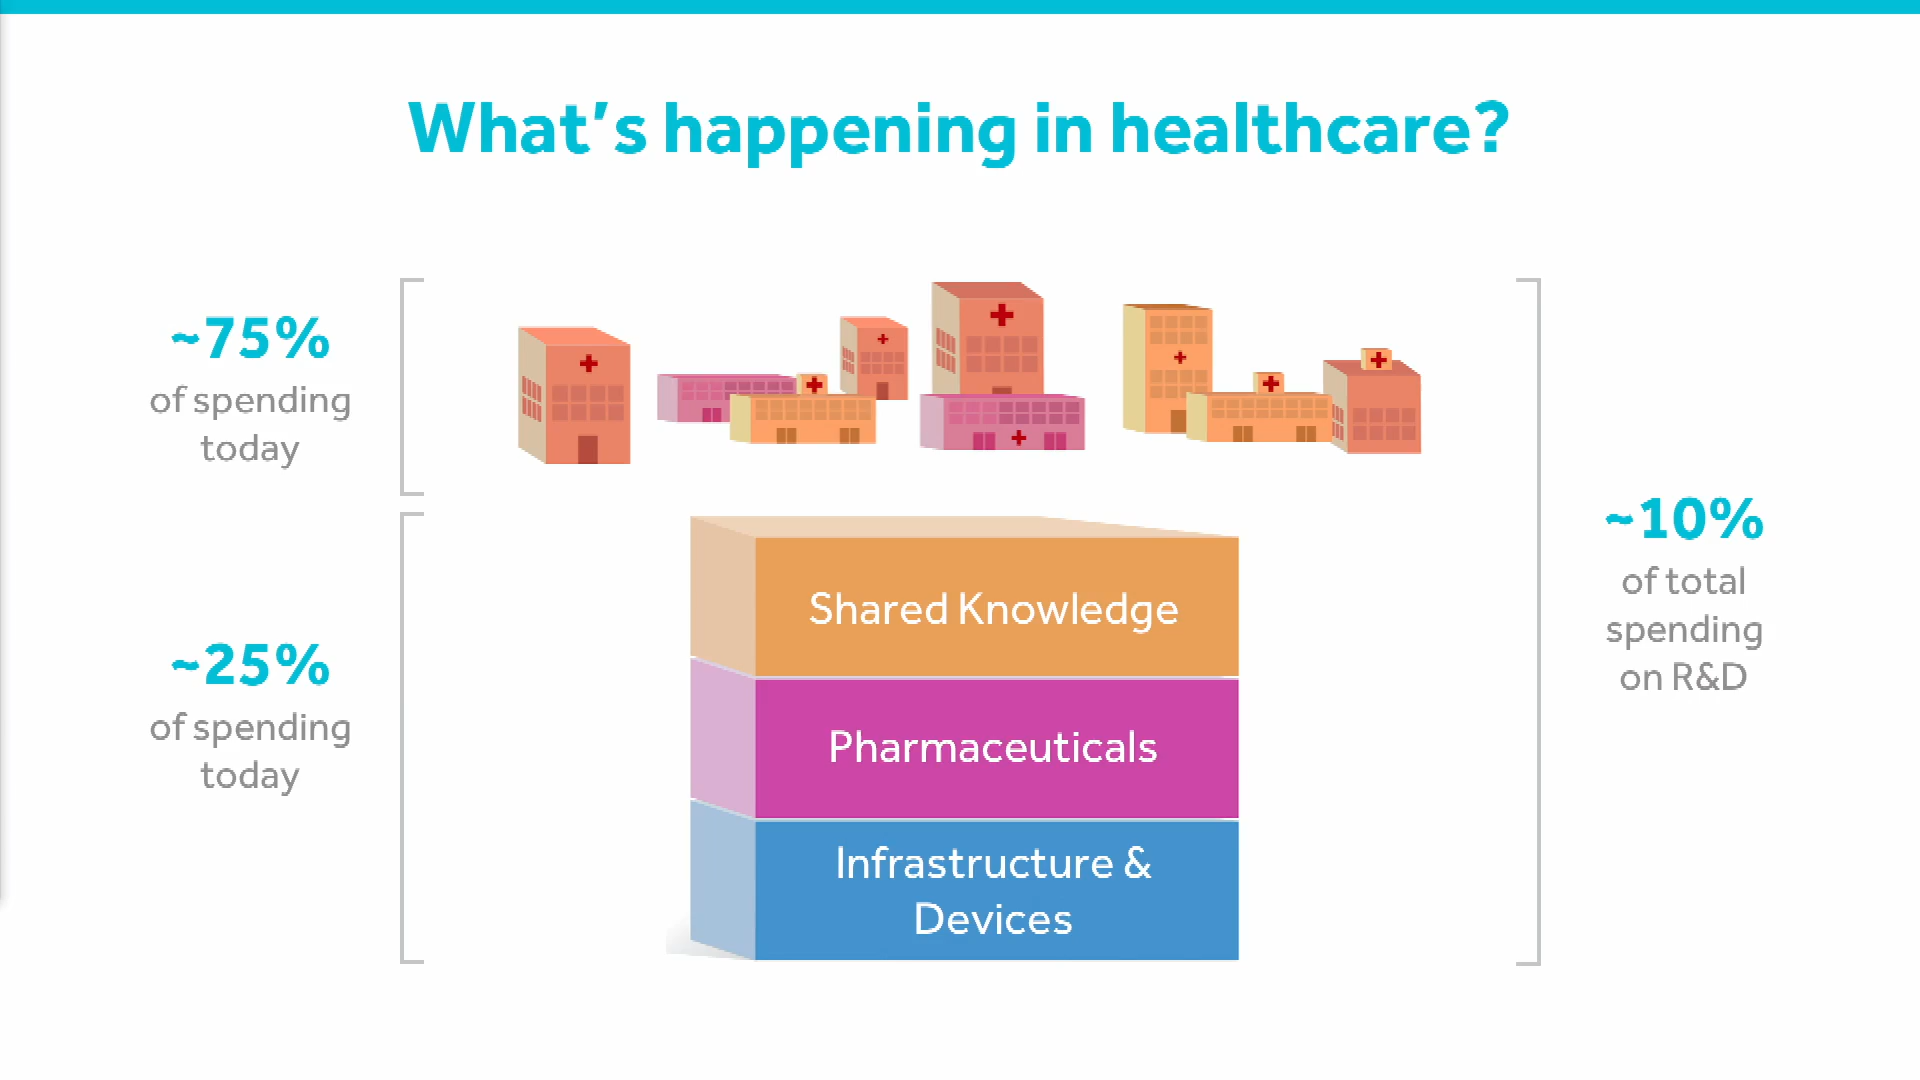 What's happening in healthcare?
~75%
of spending
today
~25%
of spending
today
Shared Knowledge
Pharmaceuticals
Infrastructure &
Devices
~10%
of total
spending
on R&D